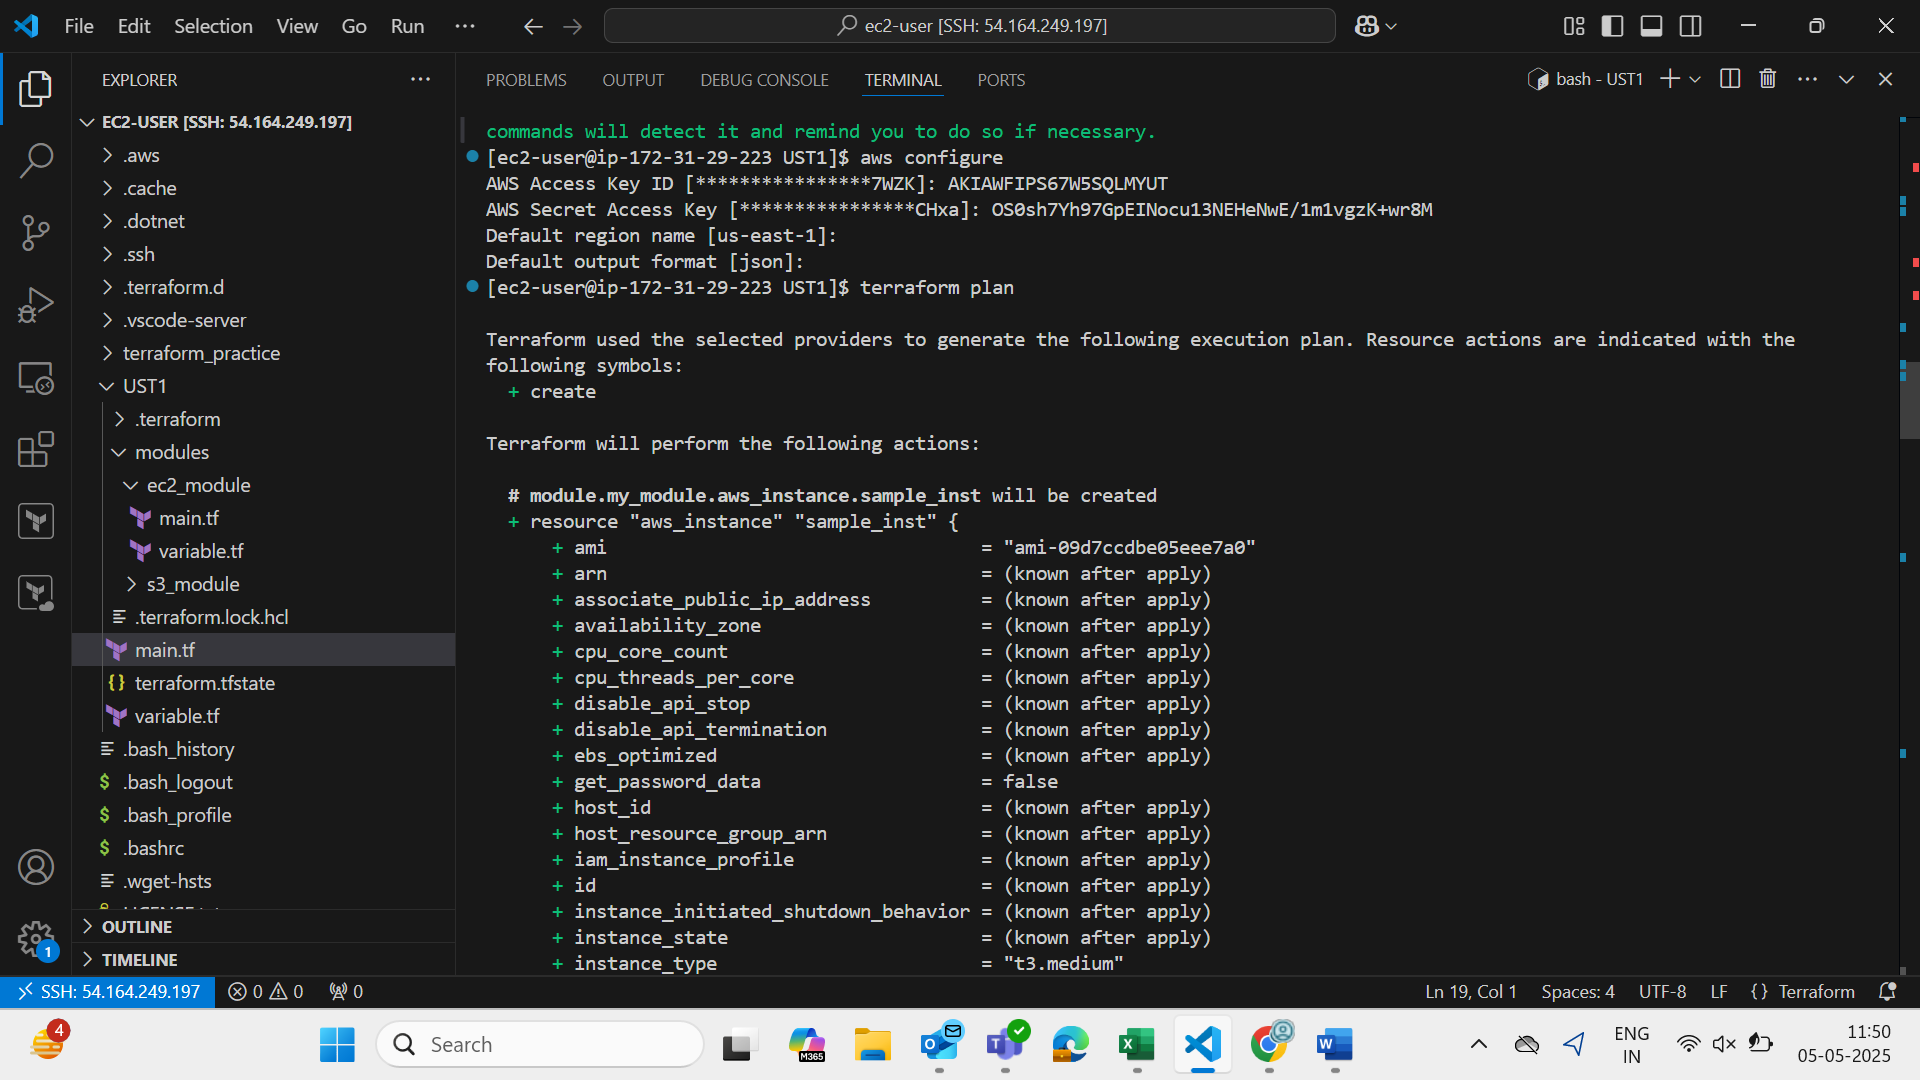 File Edit Selection View Go Run ···
ec2-user [SSH: 54.164.249.197]
EXPLORER
PROBLEMS OUTPUT DEBUG CONSOLE TERMINAL PORTS
bash - UST1
EC2-USER [SSH: 54.164.249.197]
.aws
.cache
.dotnet
.ssh
.terraform.d
.vscode-server
terraform_practice
UST1
.terraform
modules
ec2_module
main.tf
variable.tf
s3_module
.terraform.lock.hcl
main.tf
terraform.tfstate
variable.tf
.bash_history
.bash_logout
.bash_profile
.bashrc
.wget-hsts
OUTLINE
TIMELINE
commands will detect it and remind you to do so if necessary.
[ec2-user@ip-172-31-29-223 UST1]$ aws configure
AWS Access Key ID [****************7WZK]: AKIAWFIPS67W5SQLMYUT
AWS Secret Access Key [****************CHxa]: 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
Default region name [us-east-1]:
Default output format [json]:
[ec2-user@ip-172-31-29-223 UST1]$ terraform plan
Terraform used the selected providers to generate the following execution plan. Resource actions are indicated with the
following symbols:
+ create
Terraform will perform the following actions:
# module.my_module.aws_instance.sample_inst will be created
+ resource "aws_instance" "sample_inst" {
+ ami = "ami-09d7ccdbe05eee7a0"
+ arn = (known after apply)
+ associate_public_ip_address = (known after apply)
+ availability_zone = (known after apply)
+ cpu_core_count = (known after apply)
+ cpu_threads_per_core = (known after apply)
+ disable_api_stop = (known after apply)
+ disable_api_termination = (known after apply)
+ ebs_optimized = (known after apply)
+ get_password_data = false
+ host_id = (known after apply)
+ host_resource_group_arn = (known after apply)
+ iam_instance_profile = (known after apply)
+ id = (known after apply)
+ instance_initiated_shutdown_behavior = (known after apply)
+ instance_state = (known after apply)
+ instance_type = "t3.medium"
1
SSH: 54.164.249.197 0 0 0
Ln 19, Col 1 Spaces: 4 UTF-8 LF {} Terraform
4
Search
M365
ENG
IN
11:50
05-05-2025